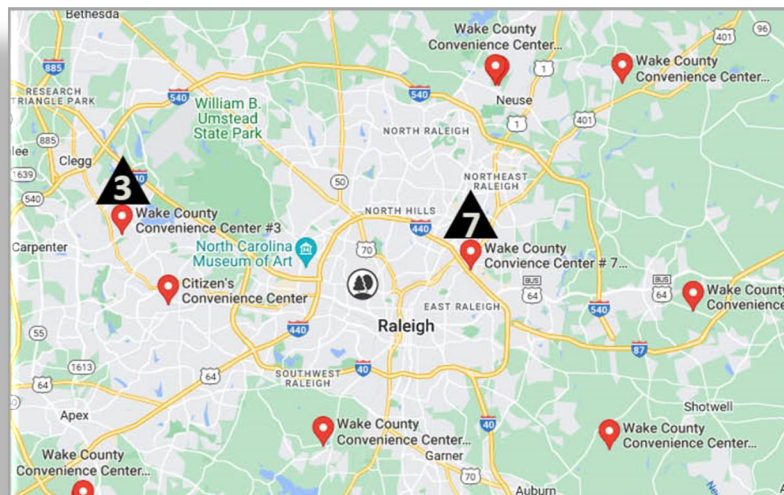 Bethesda
Wake County
Convenience Center...
Wake County
Convenience Center...
96
401
885
1
RESEARCH
TRIANGLE PARK
540
William B.
Umstead
State Park
540
Neuse
401
1
NORTH RALEIGH
885
lee
Clegg
1639
540
3
40
50
NORTHEAST
RALEIGH
Wake County
Convenience Center #3
NORTH HILLS
7
440
Carpenter
North Carolina
Museum of Art
70
Wake County
Convience Center # 7...
Citizen's
Convenience Center
BUS
64
BUS
64
Wake County
Convenience
EAST RALEIGH
540
55
440
Raleigh
87
1613
64
64
SOUTHWEST
RALEIGH
40
Apex
Shotwell
Wake County
Convenience Center...
40
Wake County
Convenience Center...
Garner
Wake County
Convenience Center...
70
Auburn